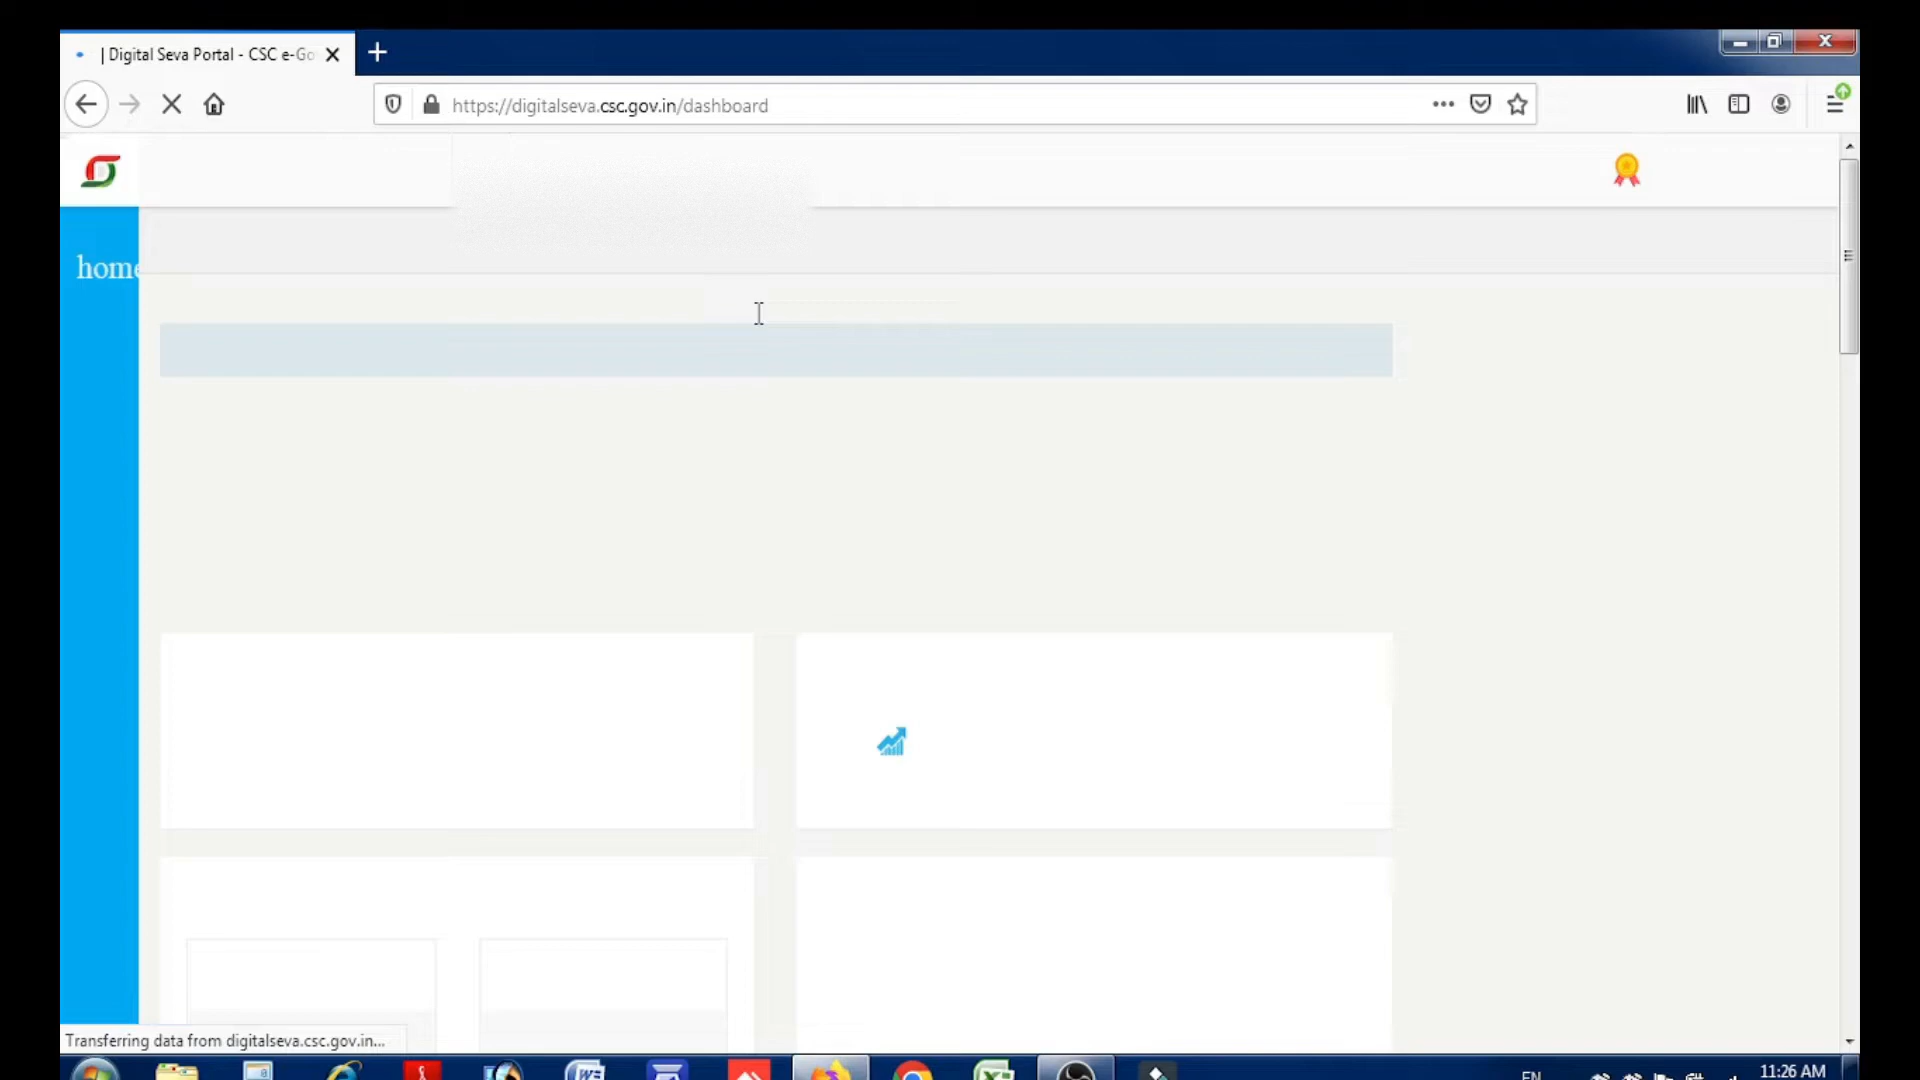 | Digital Seva Portal - CSC e-Go
https://digitalseva.csc.gov.in/dashboard
home
Transferring data from digitalseva.csc.gov.in...
EN
11:26 AM